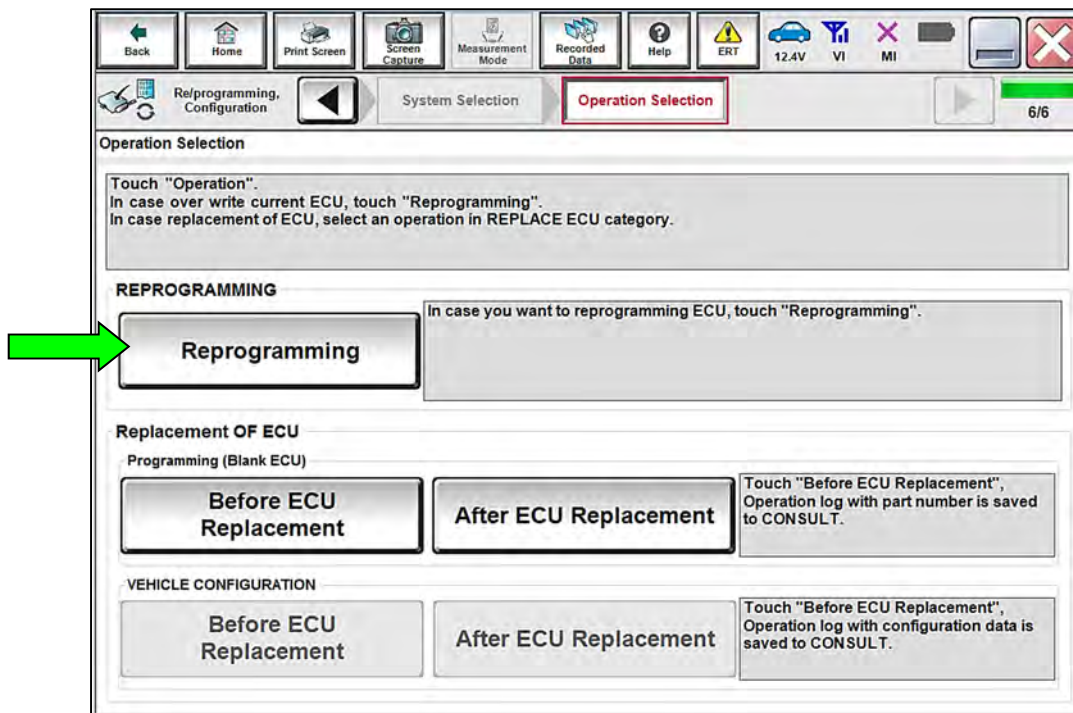 Back
Home
Print Screen
Screen
Capture
Measurement
Mode
Recorded
Data
Help
ERT
12.4V
VI
MI
Re/programming,
Configuration
System Selection
Operation Selection
6/6
Operation Selection
Touch "Operation".
In case over write current ECU, touch "Reprogramming".
In case replacement of ECU, select an operation in REPLACE ECU category.
REPROGRAMMING
Reprogramming
In case you want to reprogramming ECU, touch "Reprogramming".
Replacement OF ECU
Programming (Blank ECU)
Before ECU
Replacement
After ECU Replacement
Touch "Before ECU Replacement",
Operation log with part number is saved
to CONSULT.
VEHICLE CONFIGURATION
Before ECU
Replacement
After ECU Replacement
Touch "Before ECU Replacement",
Operation log with configuration data is
saved to CONSULT.